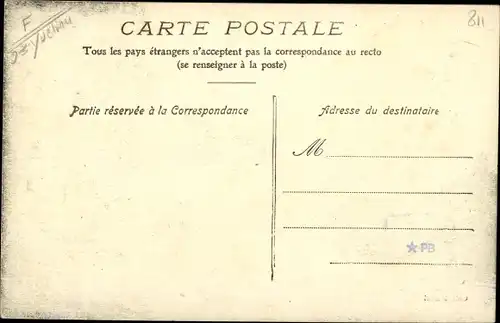 F
811
CARTE POSTALE
Tous les pays étrangers n'acceptent pas la correspondance au recto
(se renseigner à la poste)
Partie réservée à la Correspondance
Adresse du destinataire
M
★PB